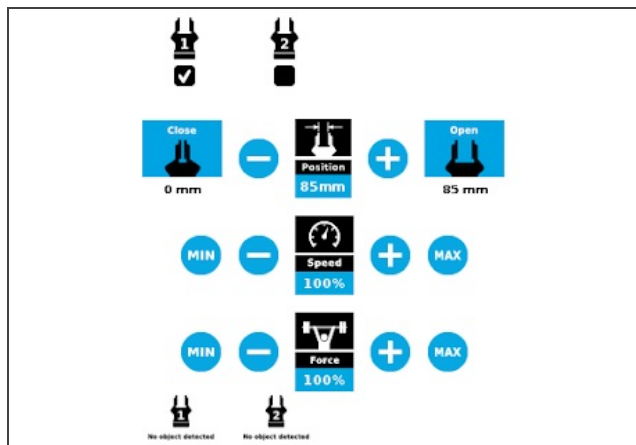 1 2
Close Open
Position
85mm
0 mm 85 mm
MIN Speed MAX
100%
MIN Force MAX
100%
1 2
No object detected No object detected